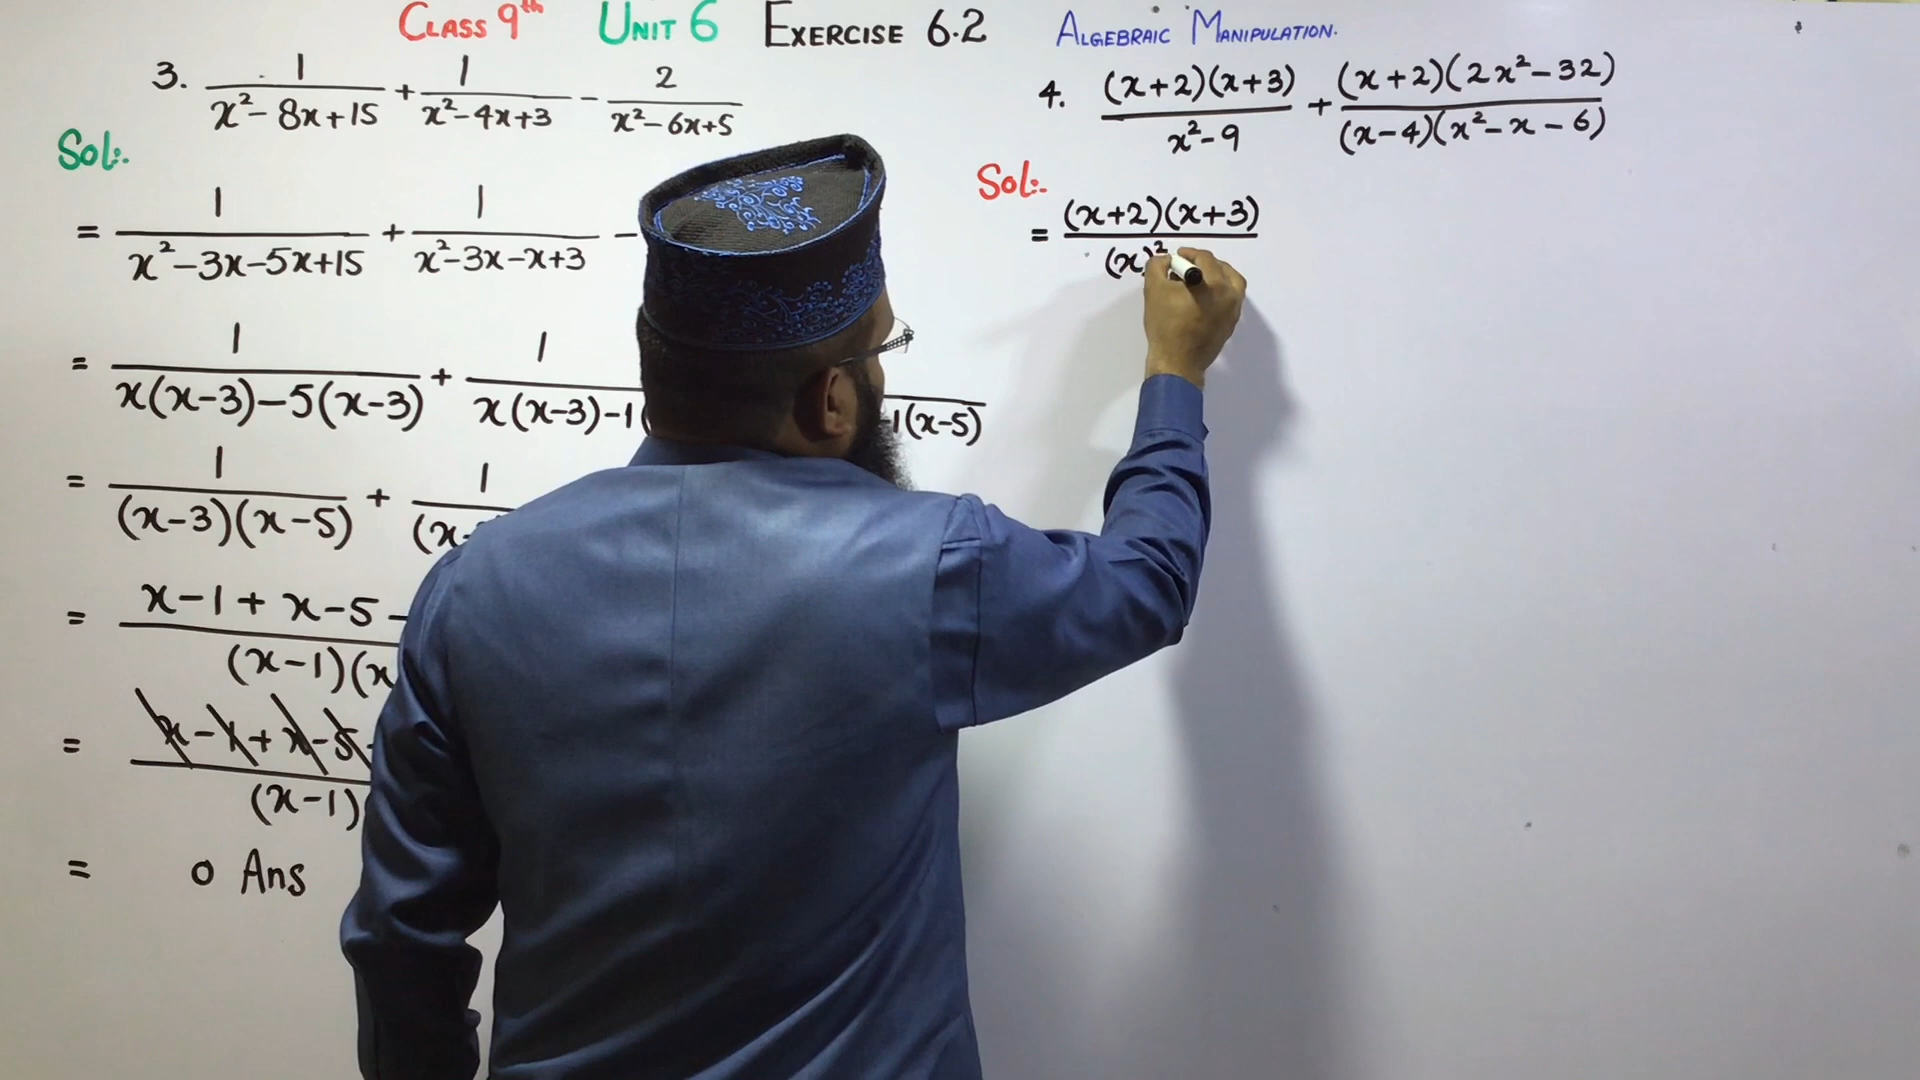 Class 9th Unit 6 Exercise 6.2 Algebraic Manipulation.
3. 1/(x²-8x+15) + 1/(x²-4x+3) - 2/(x²-6x+5)
Sol:.
= 1/(x²-3x-5x+15) + 1/(x²-3x-x+3) -
= 1/(x(x-3)-5(x-3)) + 1/(x(x-3)-1( -1(x-5)
= 1/((x-3)(x-5)) + 1/(x-
= x-1+x-5- / (x-1)(x
= x-1+x-5- / (x-1)
= 0 Ans
4. (x+2)(x+3)/(x²-9) + (x+2)(2x²-32)/((x-4)(x²-x-6))
Sol:.
= (x+2)(x+3)/(x)²